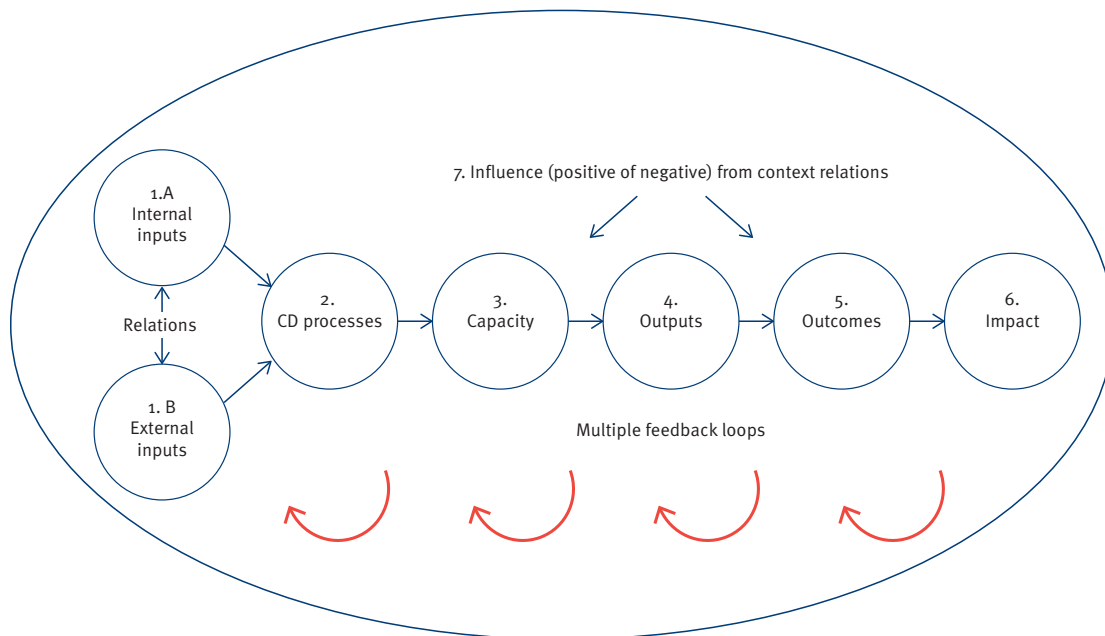 7. Influence (positive of negative) from context relations
1.A
Internal
inputs
Relations
1. B
External
inputs
2.
CD processes
3.
Capacity
4.
Outputs
5.
Outcomes
6.
Impact
Multiple feedback loops